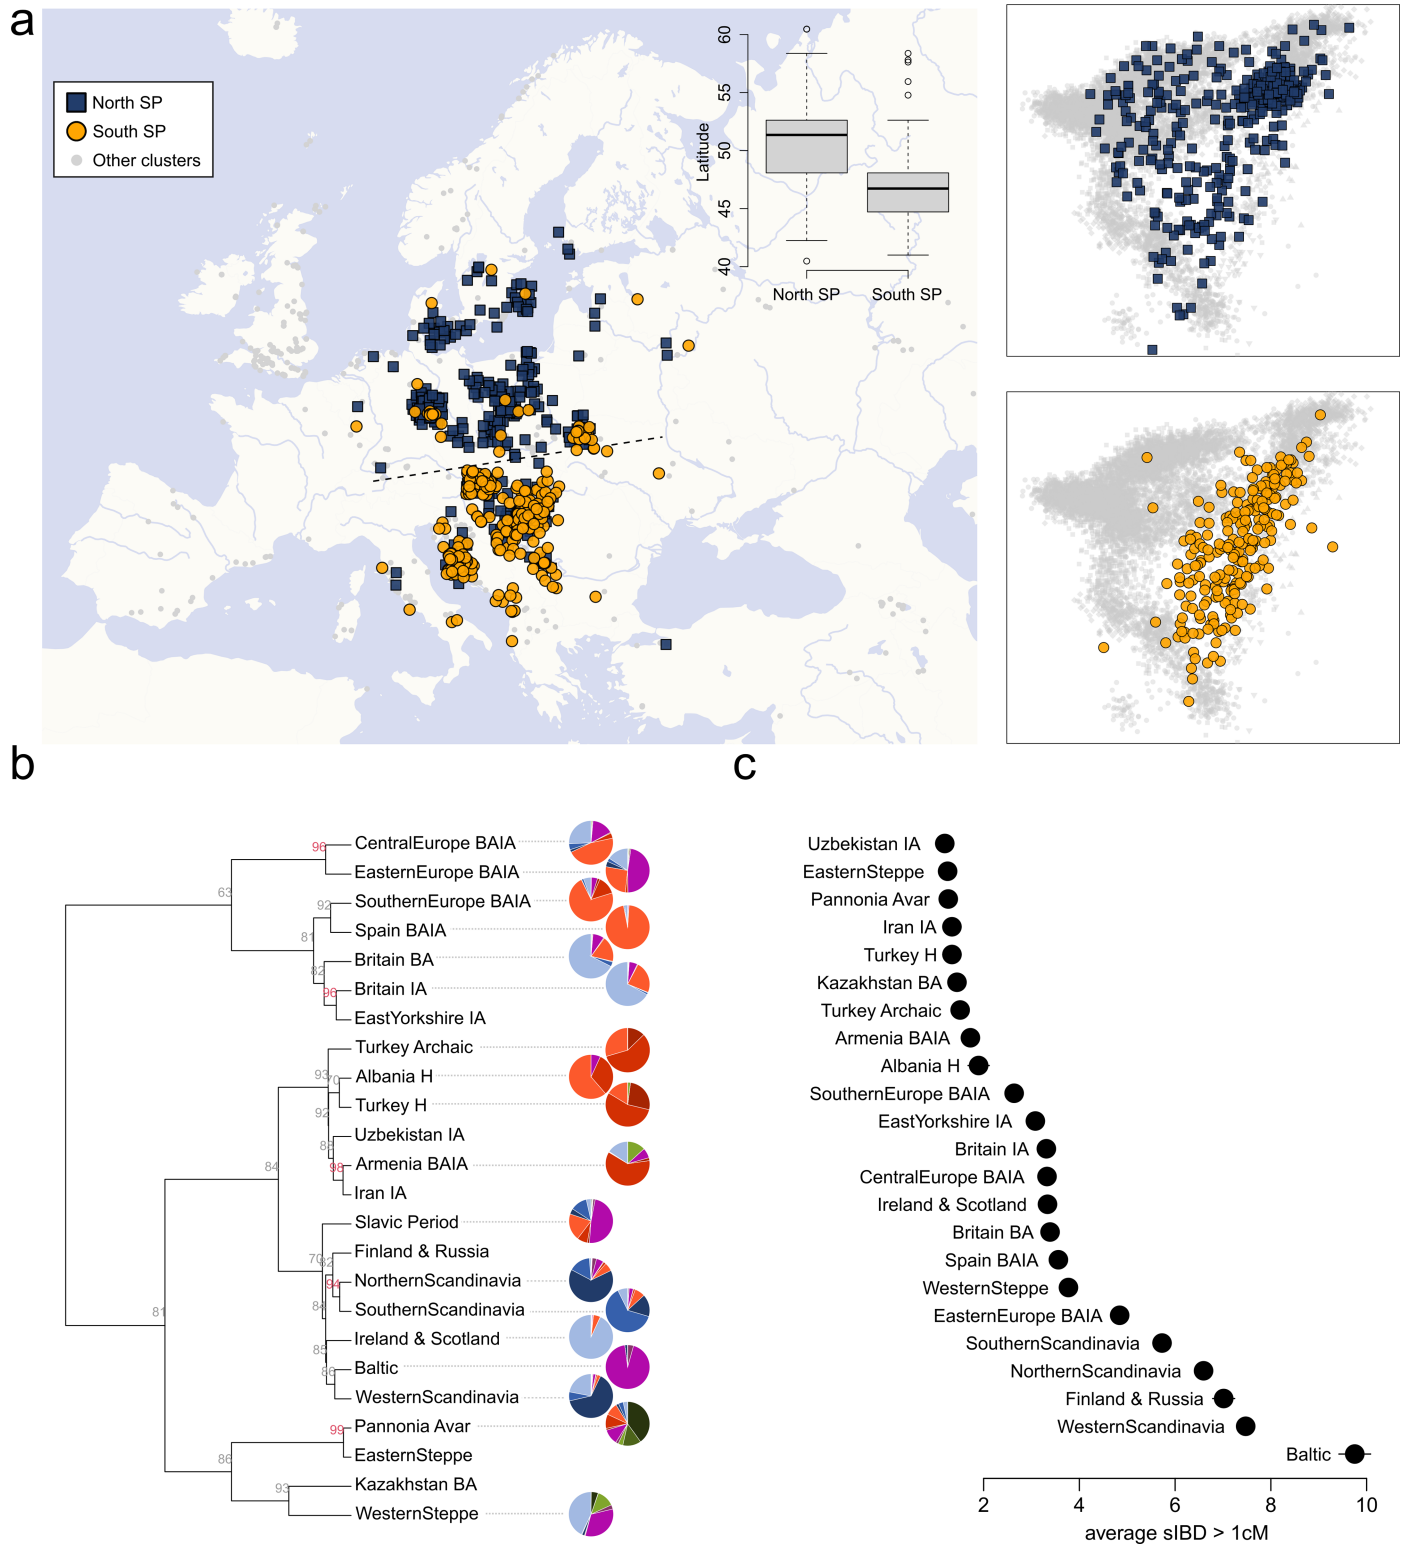 a
North SP
South SP
Other clusters
Latitude
60
55
50
45
40
North SP
South SP
b
CentralEurope BAIA
EasternEurope BAIA
SouthernEurope BAIA
Spain BAIA
Britain BA
Britain IA
EastYorkshire IA
Turkey Archaic
Albania H
Turkey H
Uzbekistan IA
Armenia BAIA
Iran IA
Slavic Period
Finland & Russia
NorthernScandinavia
SouthernScandinavia
Ireland & Scotland
Baltic
WesternScandinavia
Pannonia Avar
EasternSteppe
Kazakhstan BA
WesternSteppe
96
63
92
81
82
96
93
70
92
98
84
70
94
85
81
99
86
93
c
Uzbekistan IA
EasternSteppe
Pannonia Avar
Iran IA
Turkey H
Kazakhstan BA
Turkey Archaic
Armenia BAIA
Albania H
SouthernEurope BAIA
EastYorkshire IA
Britain IA
CentralEurope BAIA
Ireland & Scotland
Britain BA
Spain BAIA
WesternSteppe
EasternEurope BAIA
SouthernScandinavia
NorthernScandinavia
Finland & Russia
WesternScandinavia
Baltic
2 4 6 8 10
average sIBD > 1cM